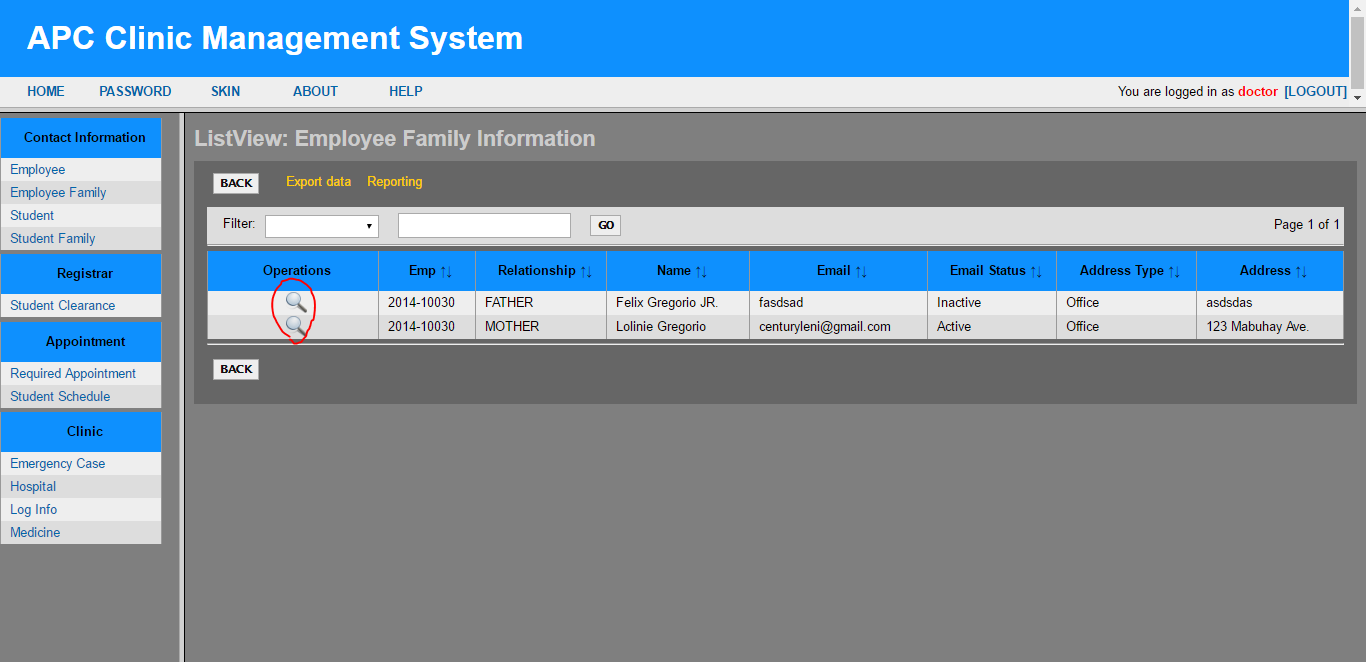 APC Clinic Management System
HOME PASSWORD SKIN ABOUT HELP You are logged in as doctor [LOGOUT]
Contact Information
Employee
Employee Family
Student
Student Family
Registrar
Student Clearance
Appointment
Required Appointment
Student Schedule
Clinic
Emergency Case
Hospital
Log Info
Medicine
ListView: Employee Family Information
BACK Export data Reporting
Filter: GO Page 1 of 1
Operations Emp ↑↓ Relationship ↑↓ Name ↑↓ Email ↑↓ Email Status ↑↓ Address Type ↑↓ Address ↑↓
2014-10030 FATHER Felix Gregorio JR. fasdsad Inactive Office asdsdas
2014-10030 MOTHER Lolinie Gregorio centuryleni@gmail.com Active Office 123 Mabuhay Ave.
BACK